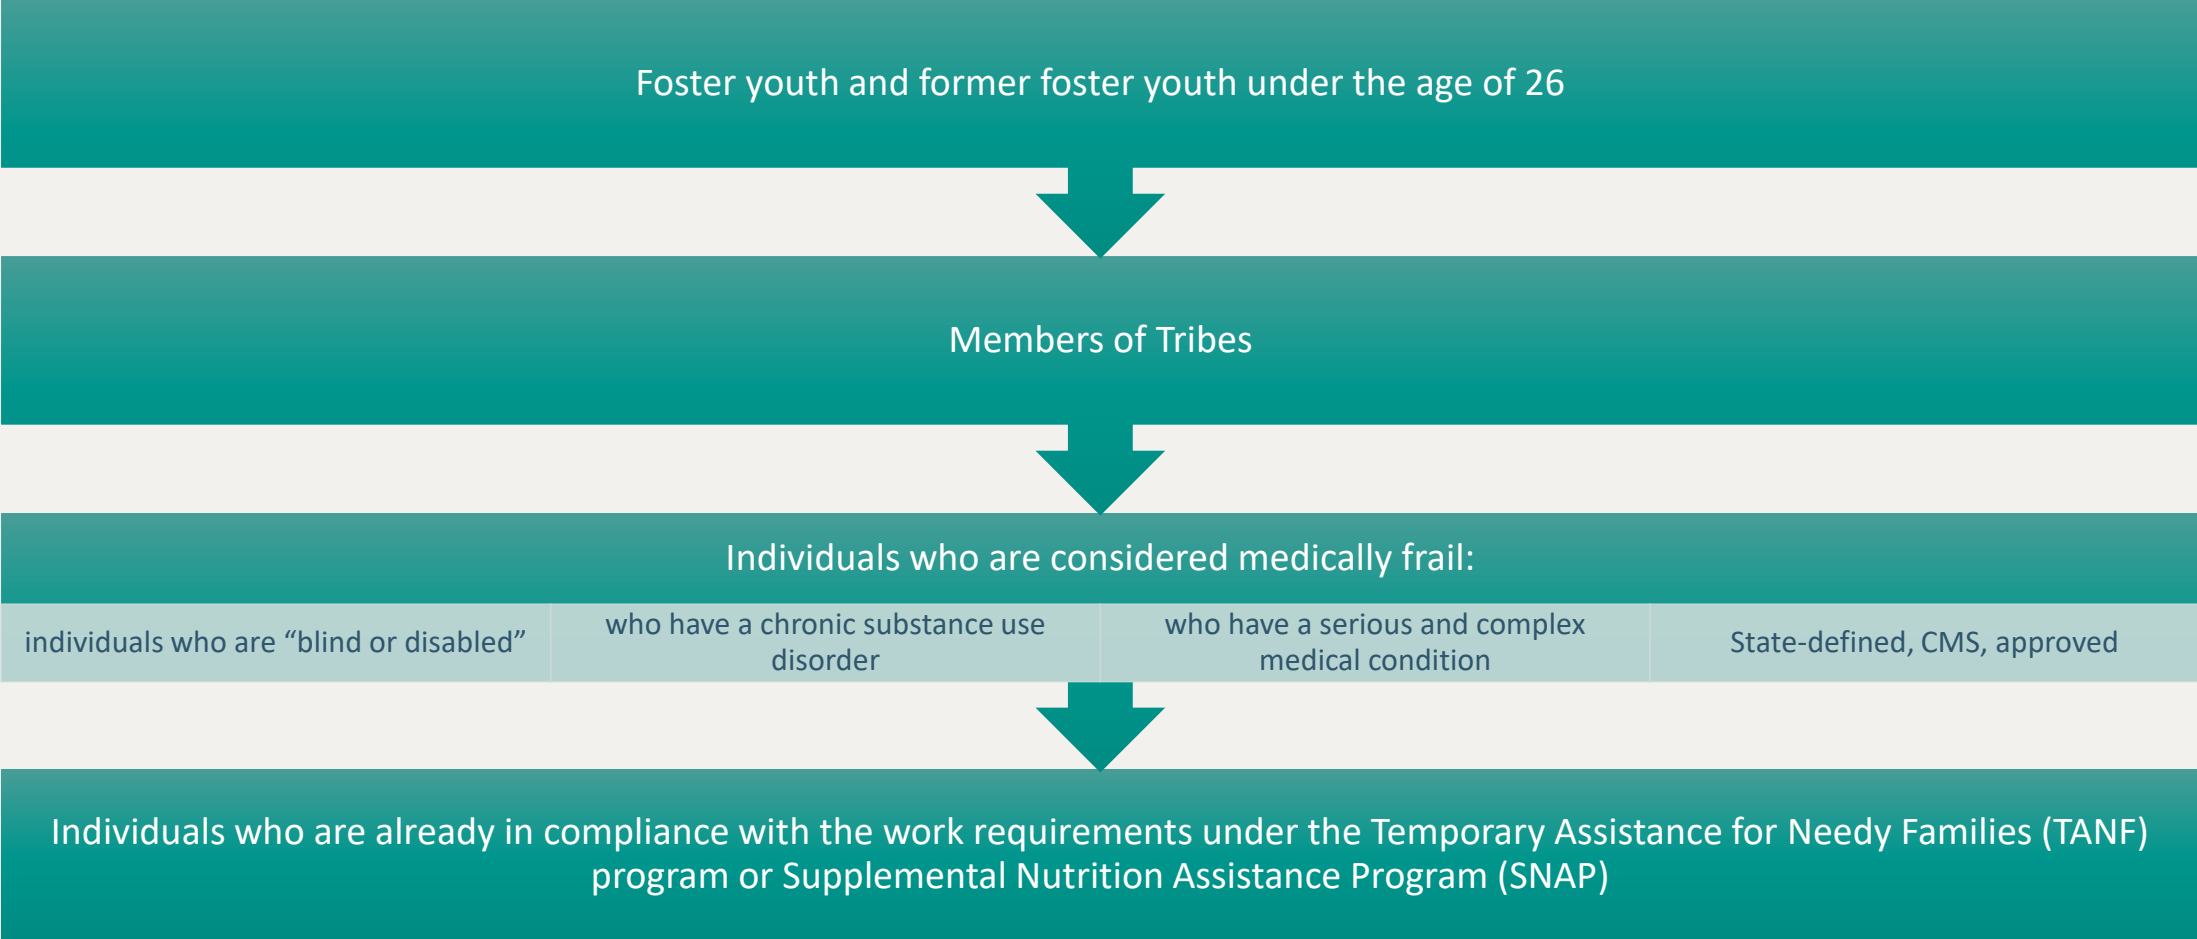 Foster youth and former foster youth under the age of 26
Members of Tribes
Individuals who are considered medically frail:
individuals who are “blind or disabled”
who have a chronic substance use
disorder
who have a serious and complex
medical condition
State-defined, CMS, approved
Individuals who are already in compliance with the work requirements under the Temporary Assistance for Needy Families (TANF)
program or Supplemental Nutrition Assistance Program (SNAP)